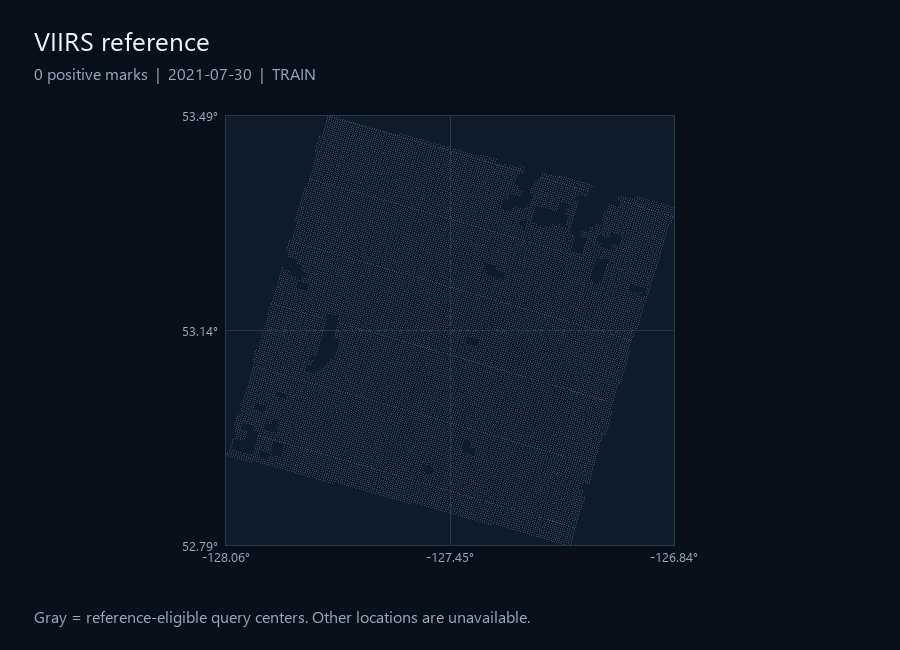 VIIRS reference
0 positive marks | 2021-07-30 | TRAIN
53.49°
53.14°
52.79°
-128.06°
-127.45°
-126.84°
Gray = reference-eligible query centers. Other locations are unavailable.